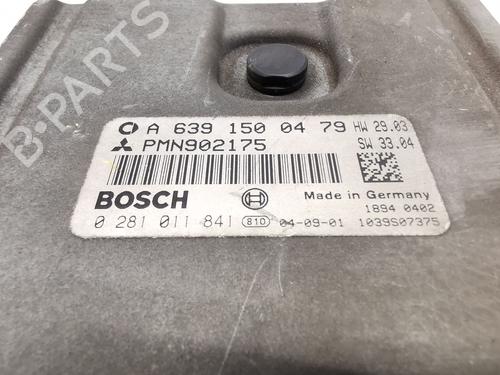 B-PARTS
A 639 150 04 79 HW 29.03
PMN902175 SW 33.04
BOSCH Made in Germany
1894 0402
0 281 011 841 810 04-09-01 1039S07375